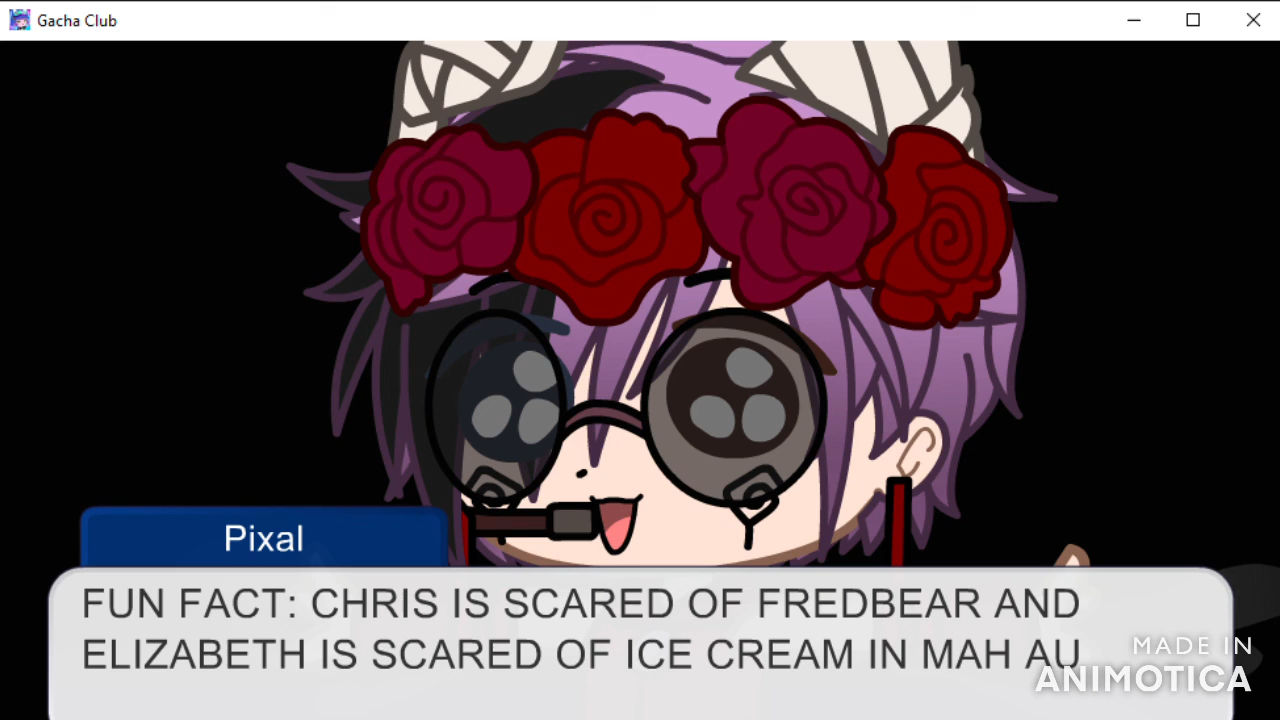 Gacha Club
Pixal
FUN FACT: CHRIS IS SCARED OF FREDBEAR AND
ELIZABETH IS SCARED OF ICE CREAM IN MAH AU
MADE IN
ANIMOTICA